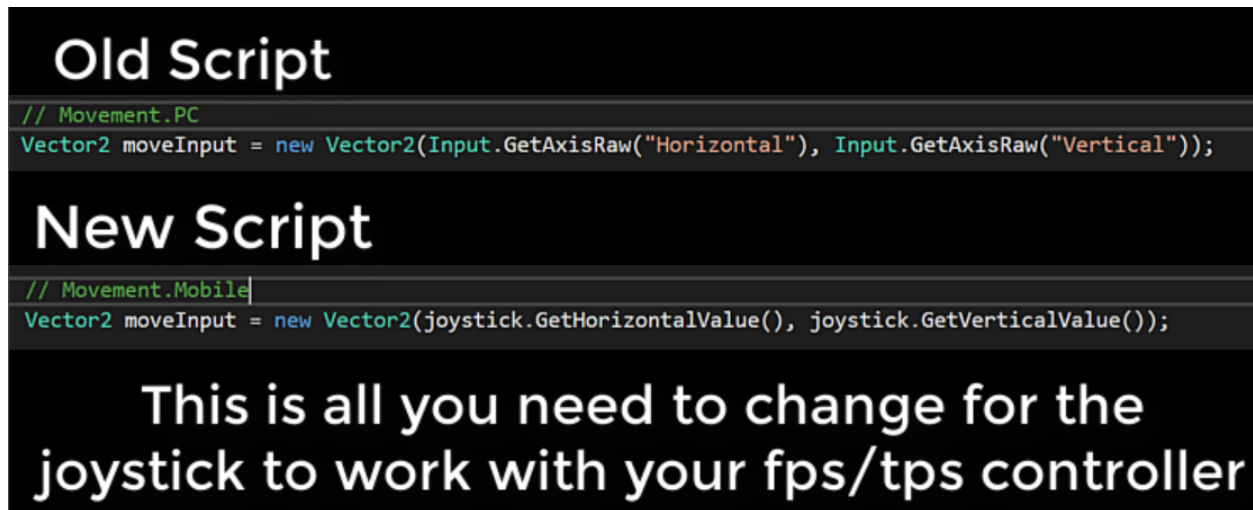 Old Script
// Movement.PC
Vector2 moveInput = new Vector2(Input.GetAxisRaw("Horizontal"), Input.GetAxisRaw("Vertical"));
New Script
// Movement.Mobile
Vector2 moveInput = new Vector2(joystick.GetHorizontalValue(), joystick.GetVerticalValue());
This is all you need to change for the
joystick to work with your fps/tps controller